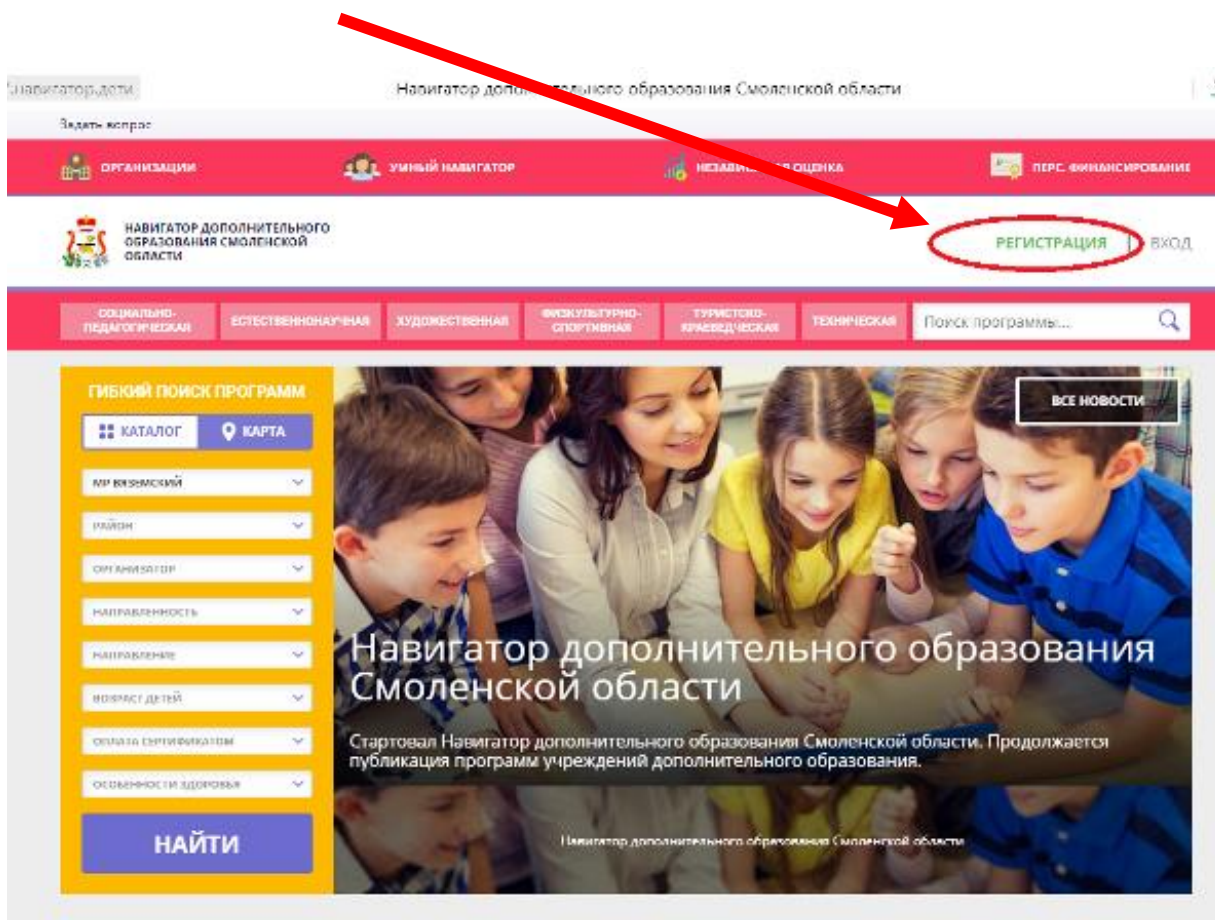 навигатор.дети
Навигатор дополнительного образования Смоленской области
Задать вопрос
ОРГАНИЗАЦИИ
УМНЫЙ НАВИГАТОР
НЕЗАВИСИМАЯ ОЦЕНКА
ПЕРС. ФИНАНСИРОВАНИЕ
НАВИГАТОР ДОПОЛНИТЕЛЬНОГО
ОБРАЗОВАНИЯ СМОЛЕНСКОЙ
ОБЛАСТИ
РЕГИСТРАЦИЯ | ВХОД
СОЦИАЛЬНО-
ПЕДАГОГИЧЕСКАЯ
ЕСТЕСТВЕННОНАУЧНАЯ
ХУДОЖЕСТВЕННАЯ
ФИЗКУЛЬТУРНО-
СПОРТИВНАЯ
ТУРИСТСКО-
КРАЕВЕДЧЕСКАЯ
ТЕХНИЧЕСКАЯ
Поиск программы...
ГИБКИЙ ПОИСК ПРОГРАММ
КАТАЛОГ
КАРТА
МР ВЯЗЕМСКИЙ
РАЙОН
ОРГАНИЗАТОР
НАПРАВЛЕННОСТЬ
НАПРАВЛЕНИЕ
ВОЗРАСТ ДЕТЕЙ
ОПЛАТА СЕРТИФИКАТОМ
ОСОБЕННОСТИ ЗДОРОВЬЯ
НАЙТИ
ВСЕ НОВОСТИ
Навигатор дополнительного образования
Смоленской области
Стартовал Навигатор дополнительного образования Смоленской области. Продолжается
публикация программ учреждений дополнительного образования.
Навигатор дополнительного образования Смоленской области